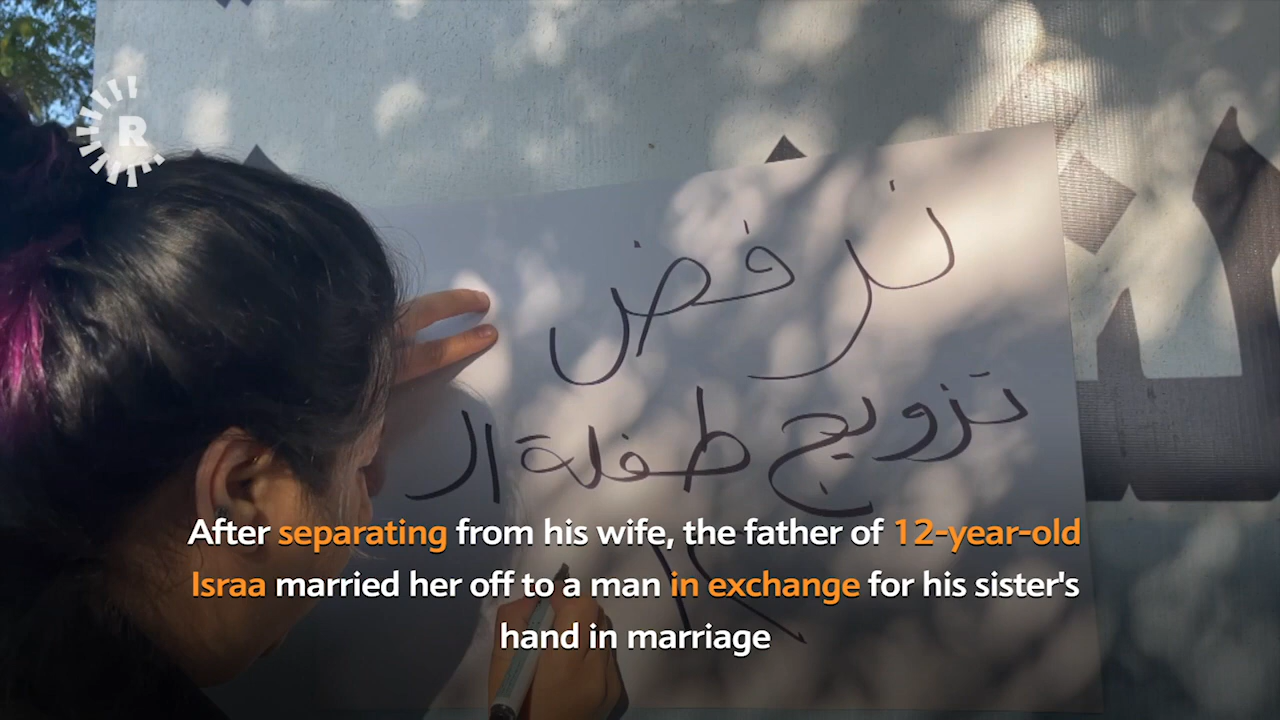 R
نرفض
تزويج طفلة الـ
After separating from his wife, the father of 12-year-old
Israa married her off to a man in exchange for his sister's
hand in marriage